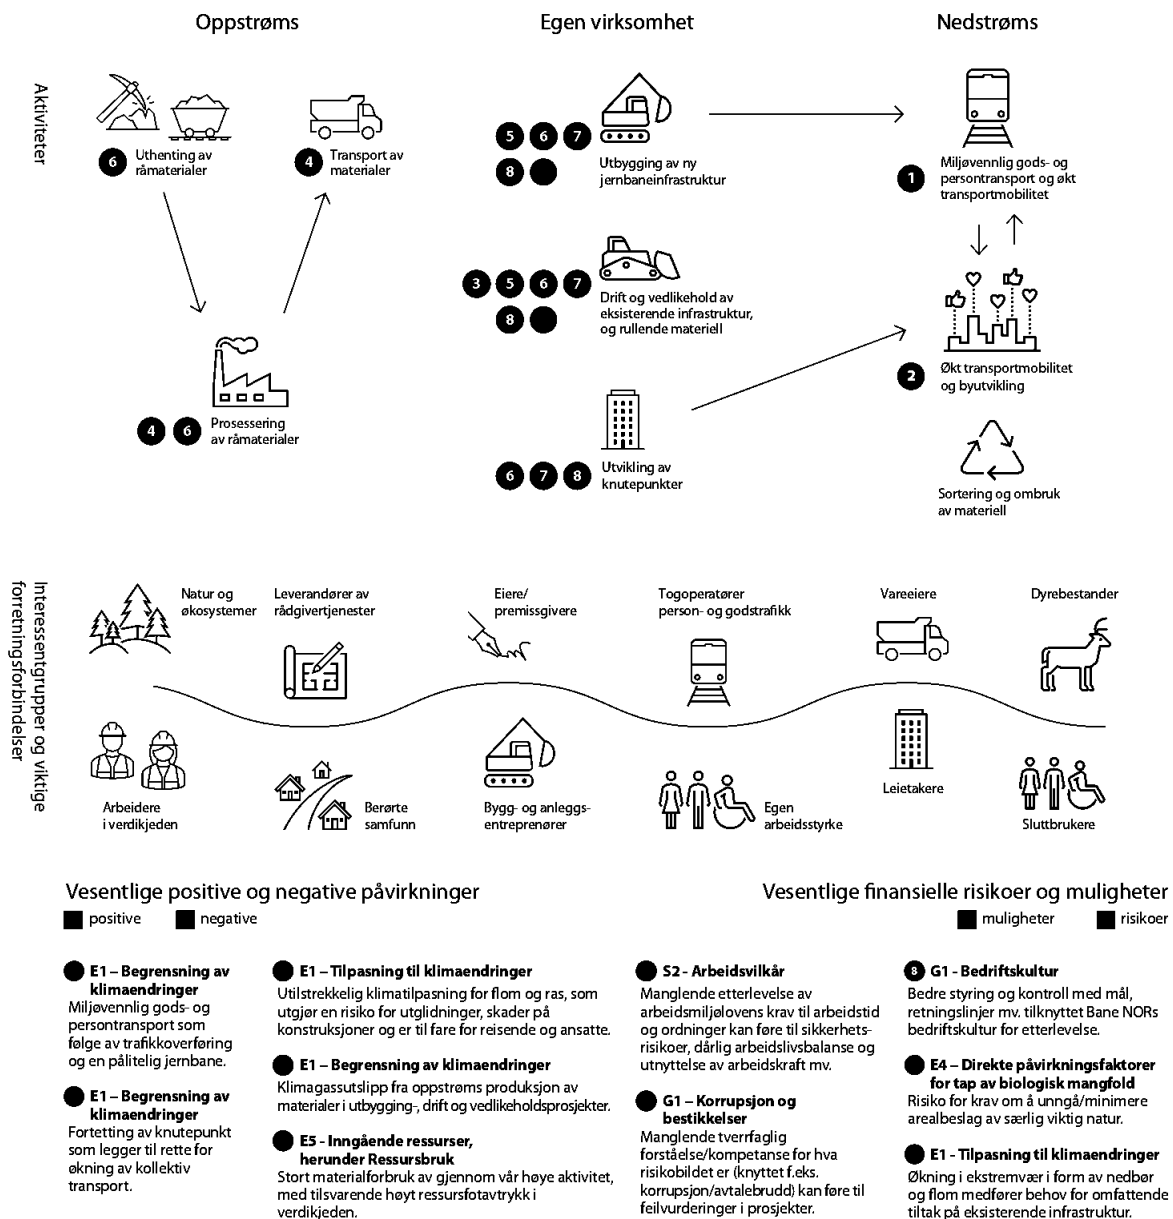 Oppstrøms
Egen virksomhet
Nedstrøms
Aktiviteter
6 Uthenting av
råmaterialer
4 Transport av
materialer
4 6 Prosessering
av råmaterialer
5 6 7
8
Utbygging av ny
jernbaneinfrastruktur
3 5 6 7
8
Drift og vedlikehold av
eksisterende infrastruktur,
og rullende materiell
6 7 8
Utvikling av
knutepunkter
1
Miljøvennlig gods- og
persontransport og økt
transportmobilitet
2
Økt transportmobilitet
og byutvikling
Sortering og ombruk
av materiell
Interessentgrupper og viktige
forretningsforbindelser
Natur og
økosystemer
Leverandører av
rådgivertjenester
Eiere/
premissgivere
Togoperatører
person- og godstrafikk
Vareeiere
Dyrebestander
Arbeidere
i verdikjeden
Berørte
samfunn
Bygg- og anleggs-
entreprenører
Egen
arbeidsstyrke
Leietakere
Sluttbrukere
Vesentlige positive og negative påvirkninger
positive
negative
E1 – Begrensning av
klimaendringer
Miljøvennlig gods- og
persontransport som
følge av trafikkoverføring
og en pålitelig jernbane.
E1 – Begrensning av
klimaendringer
Fortetting av knutepunkt
som legger til rette for
økning av kollektiv
transport.
E1 – Tilpasning til klimaendringer
Utilstrekkelig klimatilpasning for flom og ras, som
utgjør en risiko for utglidninger, skader på
konstruksjoner og er til fare for reisende og ansatte.
E1 – Begrensning av klimaendringer
Klimagassutslipp fra oppstrøms produksjon av
materialer i utbygging-, drift og vedlikeholdsprosjekter.
E5 – Inngående ressurser,
herunder Ressursbruk
Stort materialforbruk av gjennom vår høye aktivitet,
med tilsvarende høyt ressursfotavtrykk i
verdikjeden.
S2 - Arbeidsvilkår
Manglende etterlevelse av
arbeidsmiljølovens krav til arbeidstid
og ordninger kan føre til sikkerhets-
risikoer, dårlig arbeidslivsbalanse og
utnyttelse av arbeidskraft mv.
G1 – Korrupsjon og
bestikkelser
Manglende tverrfaglig
forståelse/kompetanse for hva
risikobildet er (knyttet f.eks.
korrupsjon/avtalebrudd) kan føre til
feilvurderinger i prosjekter.
Vesentlige finansielle risikoer og muligheter
muligheter
risikoer
8 G1 - Bedriftskultur
Bedre styring og kontroll med mål,
retningslinjer mv. tilknyttet Bane NORs
bedriftskultur for etterlevelse.
E4 – Direkte påvirkningsfaktorer
for tap av biologisk mangfold
Risiko for krav om å unngå/minimere
arealbeslag av særlig viktig natur.
E1 - Tilpasning til klimaendringer
Økning i ekstremvær i form av nedbør
og flom medfører behov for omfattende
tiltak på eksisterende infrastruktur.